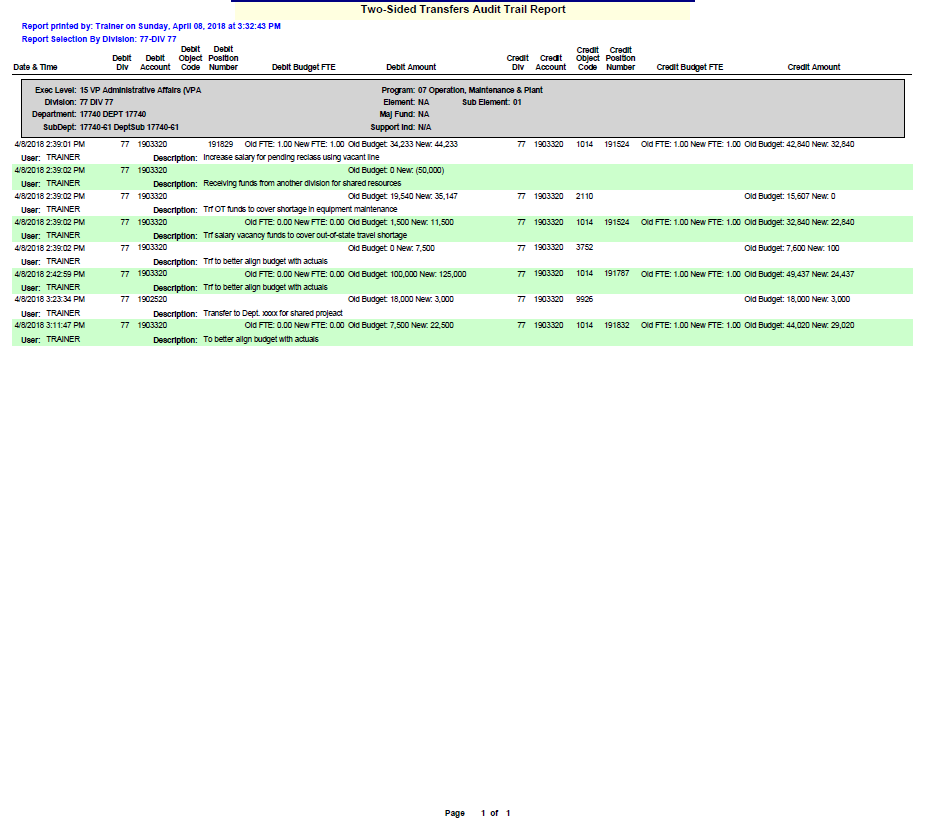 Two-Sided Transfers Audit Trail Report
Report printed by: Trainer on Sunday, April 08, 2018 at 3:32:43 PM
Report Selection By Division: 77-DIV 77
Date & Time Debit Div Debit Account Debit Object Code Debit Position Number Debit Budget FTE Debit Amount Credit Div Credit Account Credit Object Code Credit Position Number Credit Budget FTE Credit Amount
Exec Level: 15 VP Administrative Affairs (VPA Program: 07 Operation, Maintenance & Plant
Division: 77 DIV 77 Element: NA Sub Element: 01
Department: 17740 DEPT 17740 Maj Fund: NA
SubDept: 17740-61 DeptSub 17740-61 Support Ind: N/A
4/8/2018 2:39:01 PM 77 1903320 191829 Old FTE: 1.00 New FTE: 1.00 Old Budget: 34,233 New: 44,233 77 1903320 1014 191524 Old FTE: 1.00 New FTE: 1.00 Old Budget: 42,840 New: 32,840
User: TRAINER Description: Increase salary for pending reclass using vacant line
4/8/2018 2:39:02 PM 77 1903320 Old Budget: 0 New: (50,000)
User: TRAINER Description: Receiving funds from another division for shared resources
4/8/2018 2:39:02 PM 77 1903320 Old Budget: 19,540 New: 35,147 77 1903320 2110 Old Budget: 15,607 New: 0
User: TRAINER Description: Trf OT funds to cover shortage in equipment maintenance
4/8/2018 2:39:02 PM 77 1903320 Old Budget: 1,500 New: 11,500 77 1903320 1014 191524 Old FTE: 1.00 New FTE: 1.00 Old Budget: 32,840 New: 22,840
User: TRAINER Description: Trf salary vacancy funds to cover out-of-state travel shortage
4/8/2018 2:39:02 PM 77 1903320 Old Budget: 0 New: 7,500 77 1903320 3752 Old Budget: 7,600 New: 100
User: TRAINER Description: Trf to better align budget with actuals
4/8/2018 2:42:59 PM 77 1903320 Old FTE: 0.00 New FTE: 0.00 Old Budget: 100,000 New: 125,000 77 1903320 1014 191787 Old FTE: 1.00 New FTE: 1.00 Old Budget: 49,437 New: 24,437
User: TRAINER Description: Trf to better align budget with actuals
4/8/2018 3:23:34 PM 77 1902520 Old Budget: 18,000 New: 3,000 77 1903320 9926 Old Budget: 18,000 New: 3,000
User: TRAINER Description: Transfer to Dept. xxxx for shared projeact
4/8/2018 3:11:47 PM 77 1903320 Old FTE: 0.00 New FTE: 0.00 Old Budget: 7,500 New: 22,500 77 1903320 1014 191832 Old FTE: 1.00 New FTE: 1.00 Old Budget: 44,020 New: 29,020
User: TRAINER Description: To better align budget with actuals
Page 1 of 1